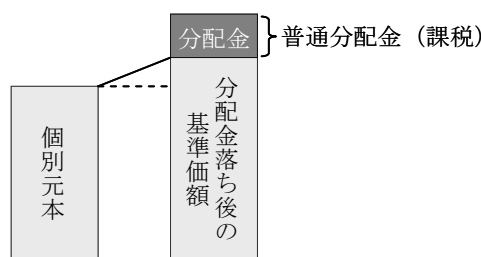 分配金
普通分配金（課税）
個別元本
分配金落ち後の
基準価額